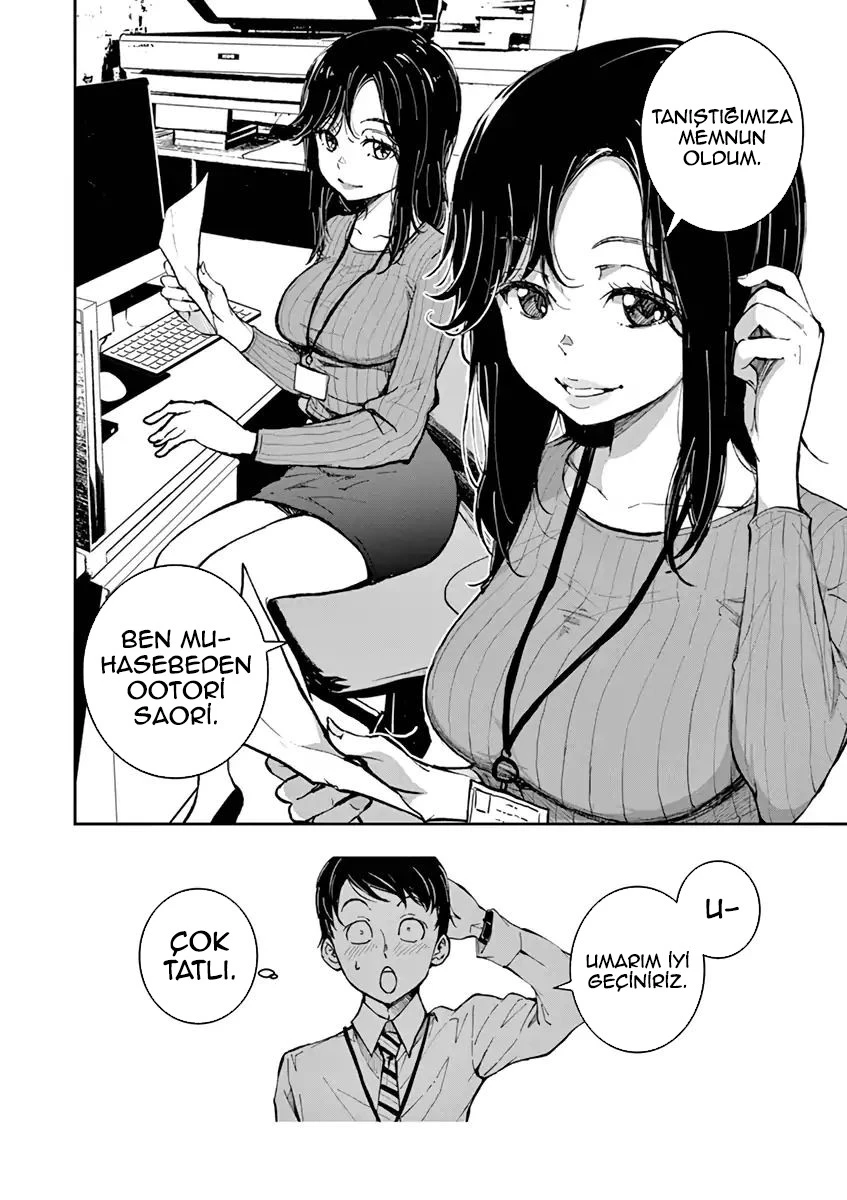 TANIŞTIĞIMIZA
MEMNUN
OLDUM.
BEN MU-
HASEBEDEN
OOTORİ
SAORİ.
U-
UMARIM İYİ
GEÇİNİRİZ.
ÇOK
TATLI.